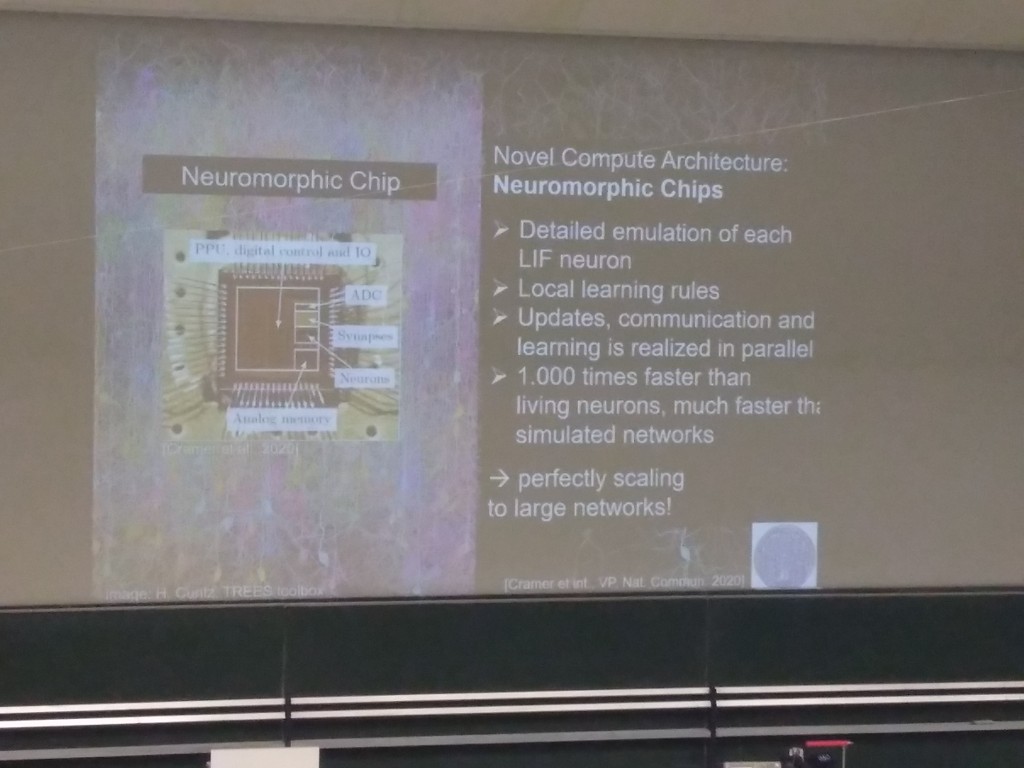 Neuromorphic Chip
PPU, digital control and IO
ADC
Synapses
Neurons
Analog memory
[Cramer et int., 2020]
Image: H. Cuntz, TREES toolbox
Novel Compute Architecture:
Neuromorphic Chips
➢ Detailed emulation of each
LIF neuron
➢ Local learning rules
➢ Updates, communication and
learning is realized in parallel
➢ 1.000 times faster than
living neurons, much faster tha
simulated networks
→ perfectly scaling
to large networks!
[Cramer et int., VP, Nat. Commun. 2020]